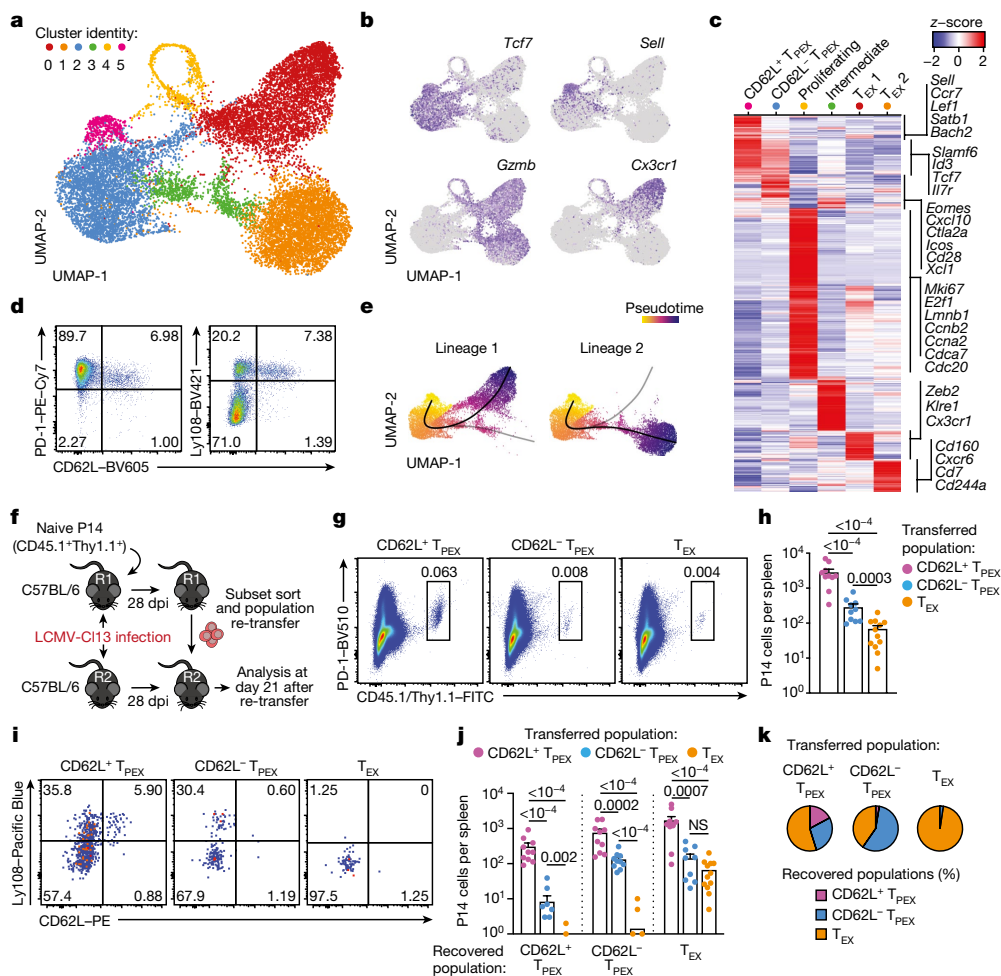 a
Cluster identity:
0 1 2 3 4 5
UMAP-2
UMAP-1
b
Tcf7
Sell
Gzmb
Cx3cr1
UMAP-2
UMAP-1
c
z-score
−2 0 2
CD62L+ TPEX
CD62L− TPEX
Proliferating
Intermediate
TEX 1
TEX 2
Sell
Ccr7
Lef1
Satb1
Bach2
Slamf6
Id3
Tcf7
Il7r
Eomes
Cxcl10
Ctla2a
Icos
Cd28
Xcl1
Mki67
E2f1
Lmnb1
Ccnb2
Ccna2
Cdca7
Cdc20
Zeb2
Klre1
Cx3cr1
Cd160
Cxcr6
Cd7
Cd244a
d
PD-1–PE–Cy7
89.7 6.98
2.27 1.00
Ly108–BV421
20.2 7.38
71.0 1.39
CD62L–BV605
e
Pseudotime
Lineage 1
Lineage 2
UMAP-2
UMAP-1
f
Naive P14
(CD45.1+Thy1.1+)
R1
R1
C57BL/6
28 dpi
Subset sort
and population
re-transfer
LCMV-Cl13 infection
R2
R2
C57BL/6
28 dpi
Analysis at
day 21 after
re-transfer
g
CD62L+ TPEX
CD62L− TPEX
TEX
0.063
0.008
0.004
PD-1–BV510
CD45.1/Thy1.1–FITC
h
<10−4
<10−4
0.0003
P14 cells per spleen
104
103
102
101
100
Transferred
population:
CD62L+ TPEX
CD62L− TPEX
TEX
i
CD62L+ TPEX
CD62L− TPEX
TEX
35.8 5.90
57.4 0.88
30.4 0.60
67.9 1.19
1.25 0
97.5 1.25
Ly108–Pacific Blue
CD62L–PE
j
Transferred population:
CD62L+ TPEX CD62L− TPEX TEX
<10−4
<10−4
0.002
<10−4
0.0002
<10−4
<10−4
0.0007
NS
P14 cells per spleen
104
103
102
101
100
Recovered
population:
CD62L+
TPEX
CD62L−
TPEX
TEX
k
Transferred population:
CD62L+
TPEX
CD62L−
TPEX
TEX
Recovered
populations (%)
CD62L+ TPEX
CD62L− TPEX
TEX